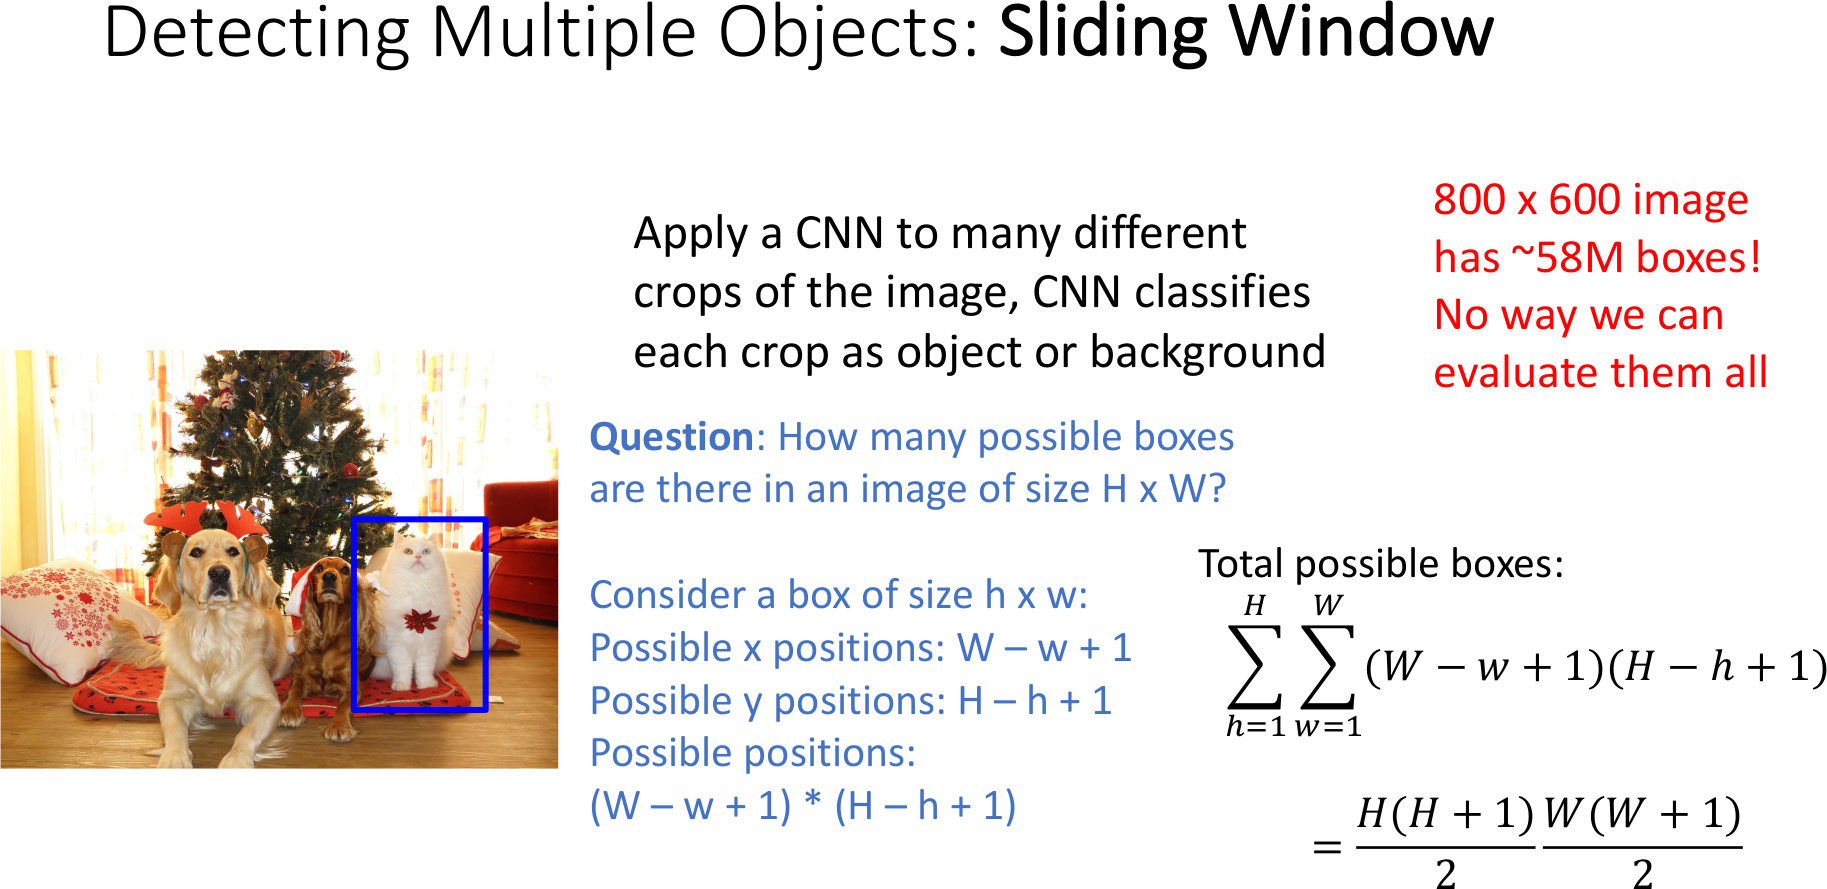 Detecting Multiple Objects: Sliding Window
Apply a CNN to many different
crops of the image, CNN classifies
each crop as object or background
800 x 600 image
has ~58M boxes!
No way we can
evaluate them all
Question: How many possible boxes
are there in an image of size H x W?
Consider a box of size h x w:
Possible x positions: W – w + 1
Possible y positions: H – h + 1
Possible positions:
(W – w + 1) * (H – h + 1)
Total possible boxes:
\sum_{h=1}^{H} \sum_{w=1}^{W} (W − w + 1)(H − h + 1)
= \frac{H(H + 1)}{2} \frac{W(W + 1)}{2}